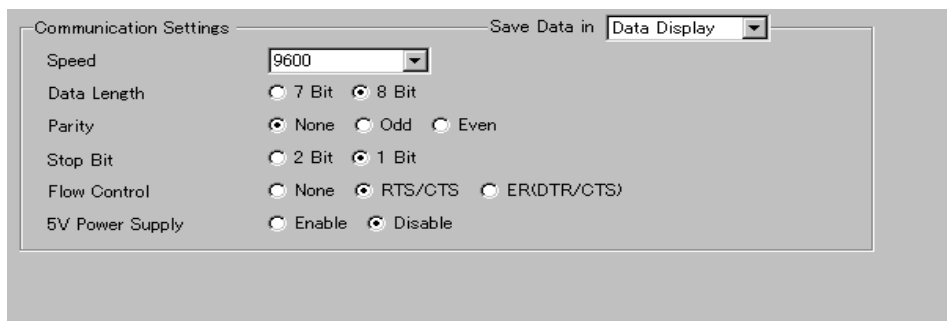 Communication Settings Save Data in Data Display
Speed 9600
Data Length 7 Bit 8 Bit
Parity None Odd Even
Stop Bit 2 Bit 1 Bit
Flow Control None RTS/CTS ER(DTR/CTS)
5V Power Supply Enable Disable